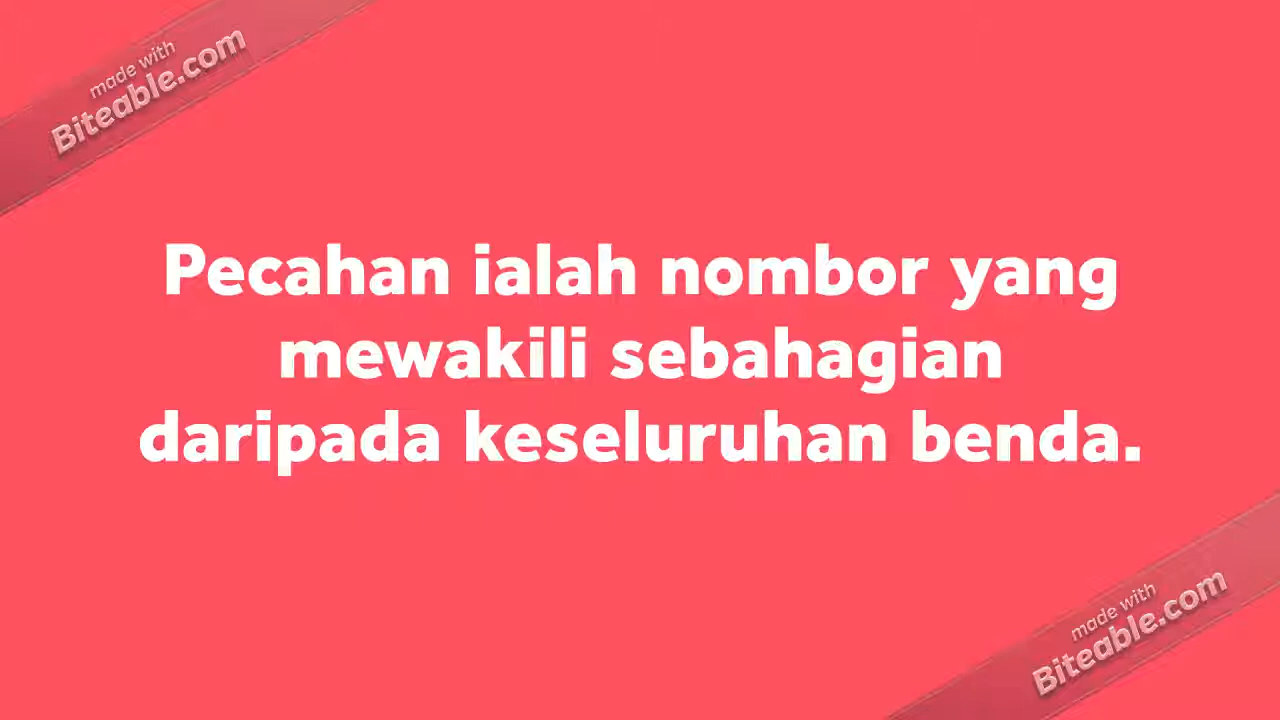 made with
Biteable.com
Pecahan ialah nombor yang
mewakili sebahagian
daripada keseluruhan benda.
made with
Biteable.com